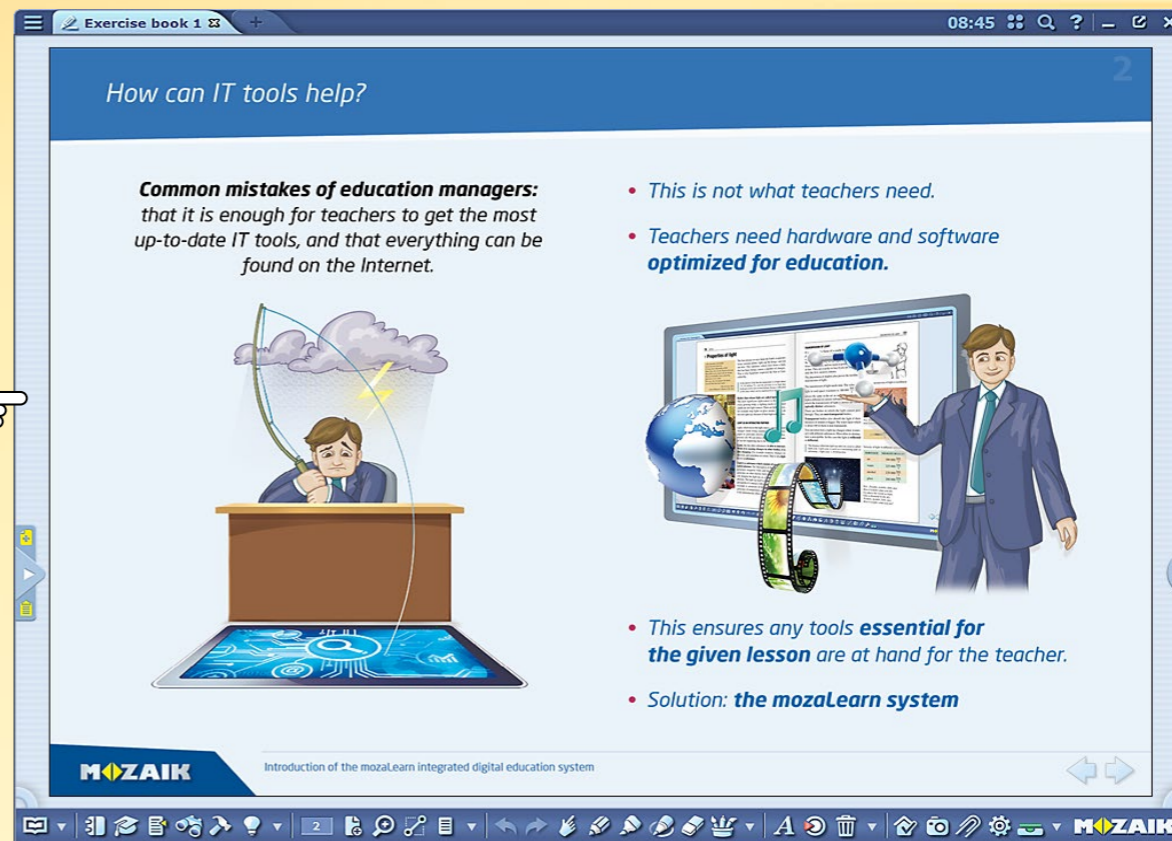 Exercise book 1
08:45
2
How can IT tools help?
Common mistakes of education managers:
that it is enough for teachers to get the most
up-to-date IT tools, and that everything can be
found on the Internet.
• This is not what teachers need.
• Teachers need hardware and software
optimized for education.
Properties of light
• This ensures any tools essential for
the given lesson are at hand for the teacher.
• Solution: the mozaLearn system
MOZAIK
Introduction of the mozaLearn integrated digital education system
2
MOZAIK